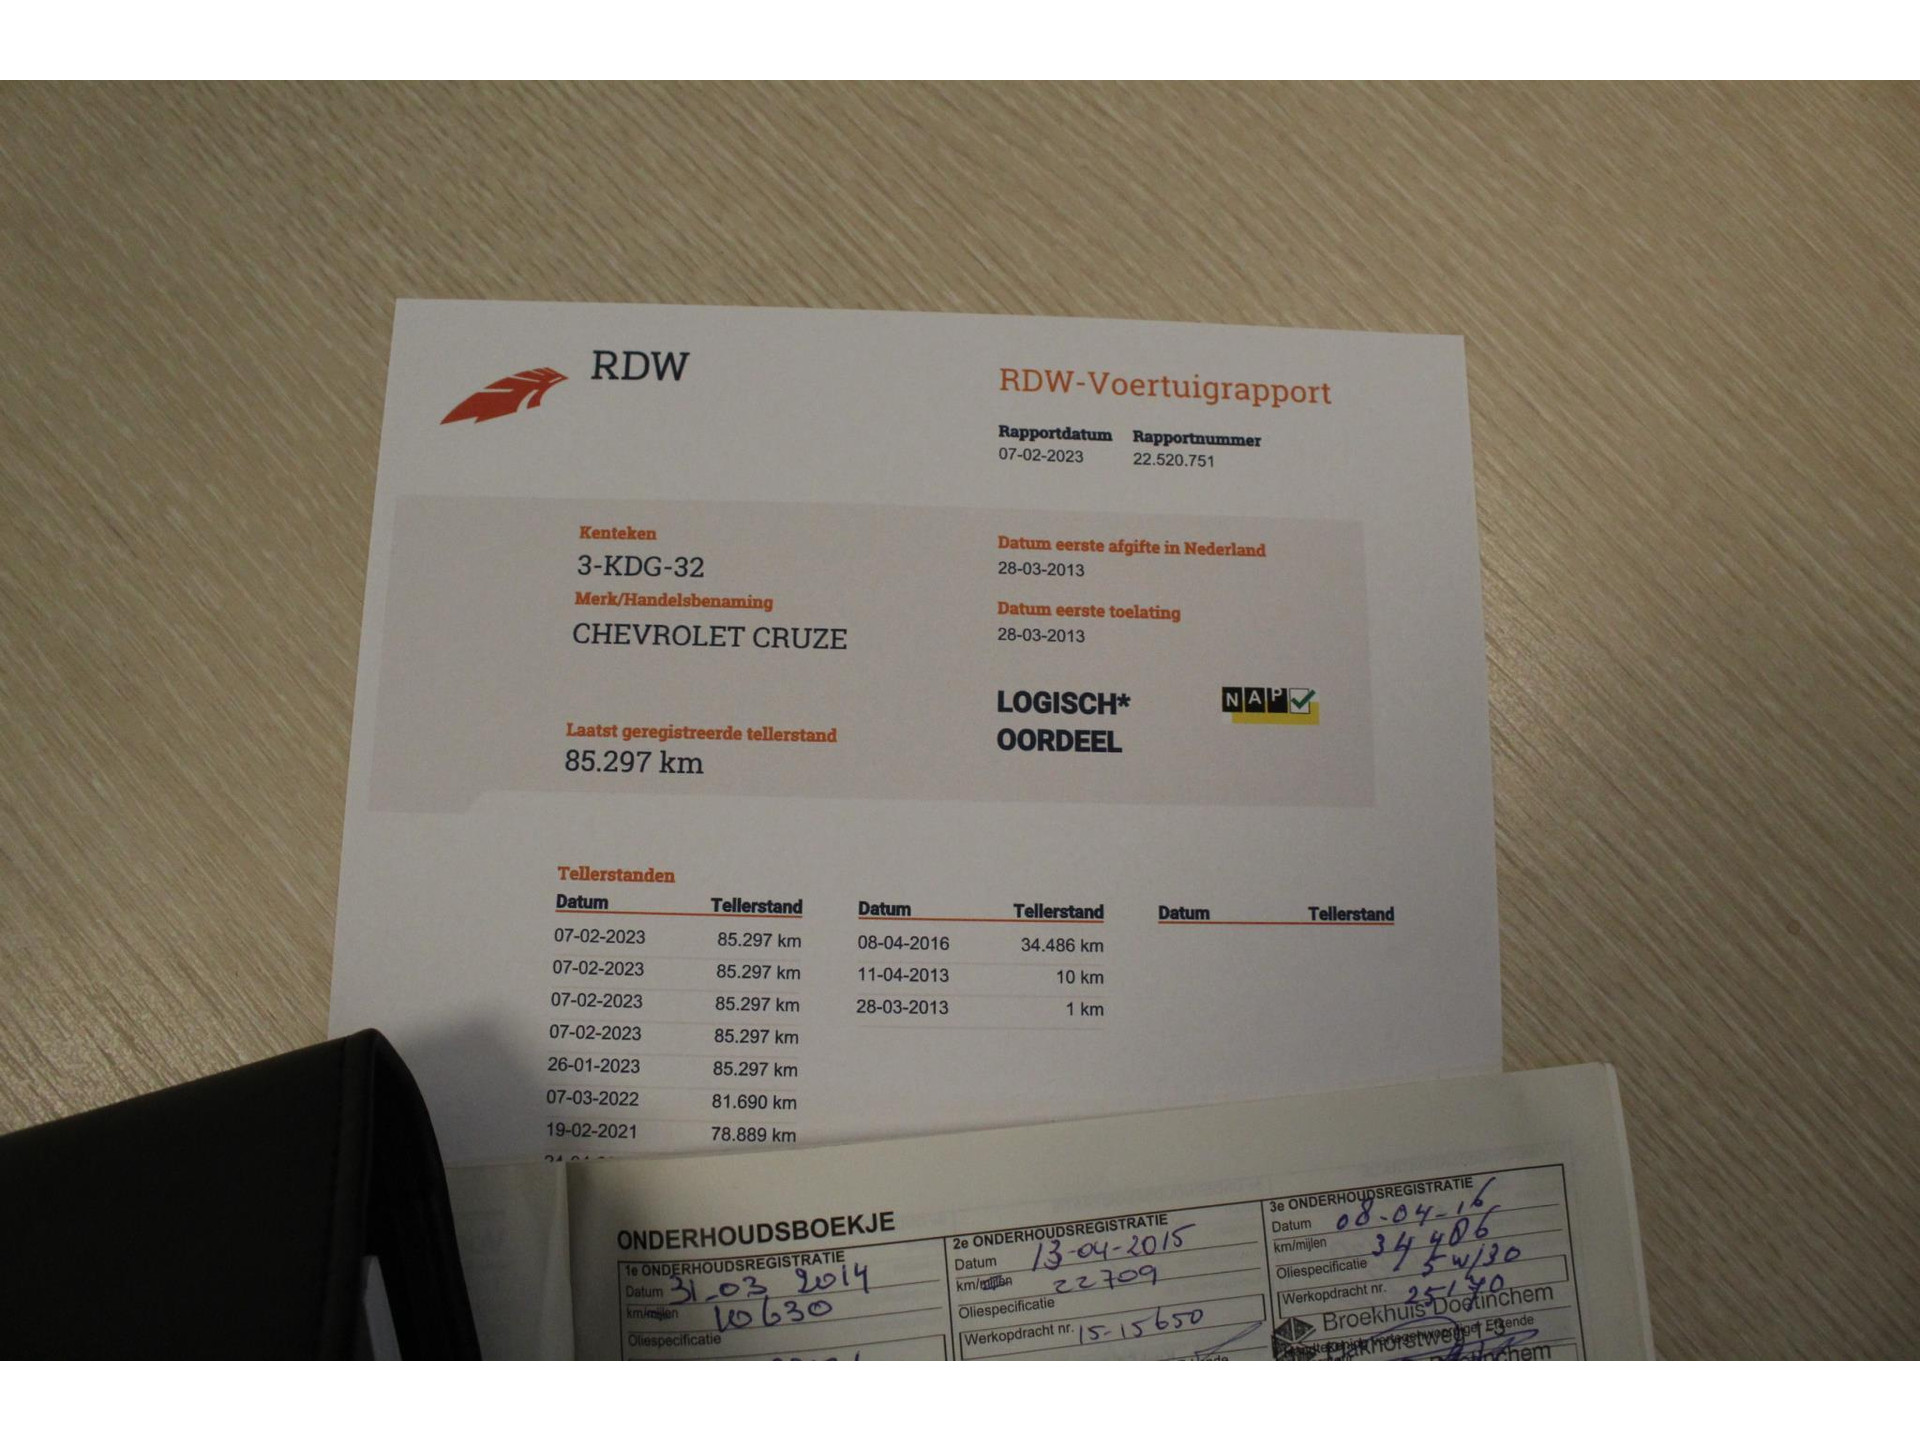 RDW
RDW-Voertuigrapport
Rapportdatum Rapportnummer
07-02-2023 22.520.751
Kenteken
3-KDG-32
Merk/Handelsbenaming
CHEVROLET CRUZE
Laatst geregistreerde tellerstand
85.297 km
Datum eerste afgifte in Nederland
28-03-2013
Datum eerste toelating
28-03-2013
LOGISCH*
OORDEEL
NAP
Tellerstanden
Datum Tellerstand Datum Tellerstand Datum Tellerstand
07-02-2023 85.297 km 08-04-2016 34.486 km
07-02-2023 85.297 km 11-04-2013 10 km
07-02-2023 85.297 km 28-03-2013 1 km
07-02-2023 85.297 km
26-01-2023 85.297 km
07-03-2022 81.690 km
19-02-2021 78.889 km
ONDERHOUDSBOEKJE
1e ONDERHOUDSREGISTRATIE
Datum 31-03 2014
km/mijlen 10630
Oliespecificatie
2e ONDERHOUDSREGISTRATIE
Datum 13-04-2015
km/mijlen 22709
Oliespecificatie
Werkopdracht nr. 15-15650
3e ONDERHOUDSREGISTRATIE
Datum 08-04-16
km/mijlen 34486
Oliespecificatie 5w/30
Werkopdracht nr. 25170
Broekhuis Doetinchem